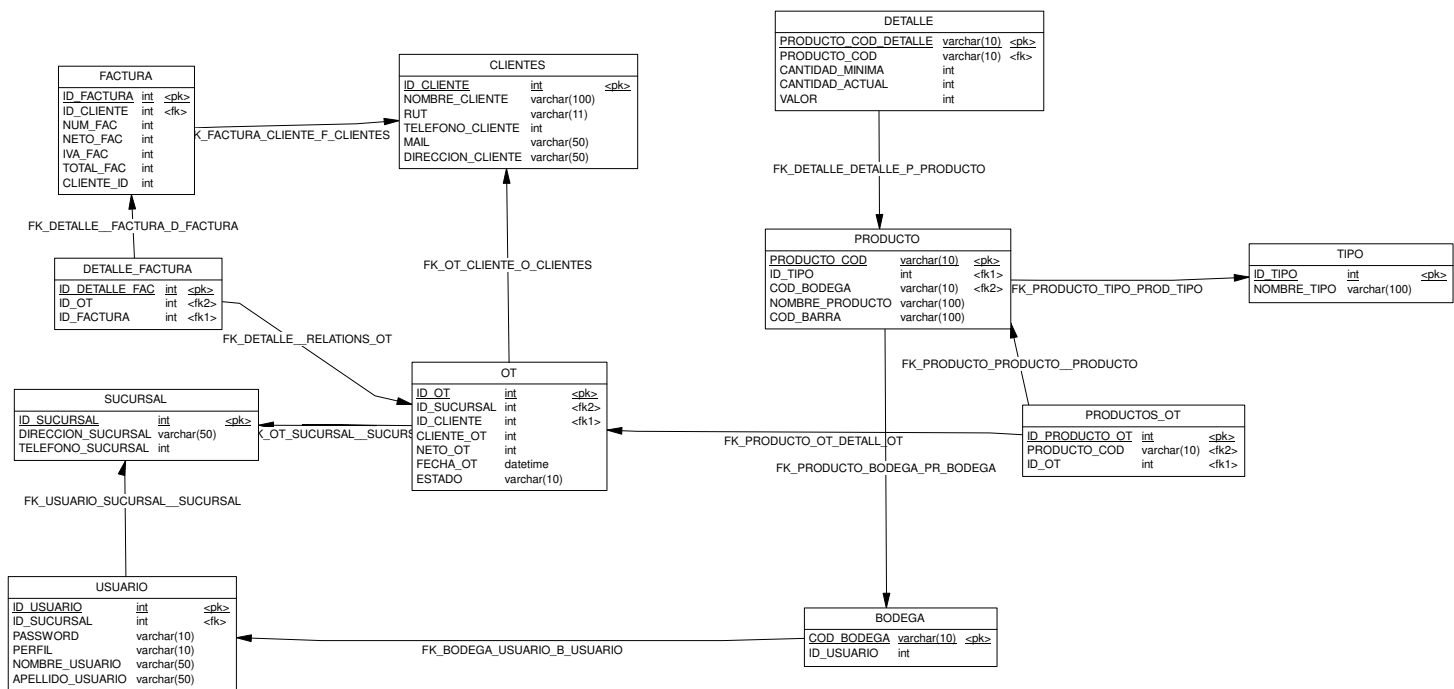 DETALLE
PRODUCTO_COD_DETALLE varchar(10) <pk>
PRODUCTO_COD varchar(10) <fk>
CANTIDAD_MINIMA int
CANTIDAD_ACTUAL int
VALOR int
CLIENTES
ID_CLIENTE int <pk>
NOMBRE_CLIENTE varchar(100)
RUT varchar(11)
TELEFONO_CLIENTE int
MAIL varchar(50)
DIRECCION_CLIENTE varchar(50)
FACTURA
ID_FACTURA int <pk>
ID_CLIENTE int <fk>
NUM_FAC int
NETO_FAC int
IVA_FAC int
TOTAL_FAC int
CLIENTE_ID int
K_FACTURA_CLIENTE_F_CLIENTES
FK_DETALLE_DETALLE_P_PRODUCTO
FK_DETALLE__FACTURA_D_FACTURA
FK_OT_CLIENTE_O_CLIENTES
DETALLE_FACTURA
ID_DETALLE_FAC int <pk>
ID_OT int <fk2>
ID_FACTURA int <fk1>
PRODUCTO
PRODUCTO_COD varchar(10) <pk>
ID_TIPO int <fk1>
COD_BODEGA varchar(10) <fk2>
NOMBRE_PRODUCTO varchar(100)
COD_BARRA varchar(100)
FK_PRODUCTO_TIPO_PROD_TIPO
TIPO
ID_TIPO int <pk>
NOMBRE_TIPO varchar(100)
FK_DETALLE__RELATIONS_OT
FK_PRODUCTO_PRODUCTO__PRODUCTO
OT
ID_OT int <pk>
ID_SUCURSAL int <fk2>
ID_CLIENTE int <fk1>
CLIENTE_OT int
NETO_OT int
FECHA_OT datetime
ESTADO varchar(10)
SUCURSAL
ID_SUCURSAL int <pk>
DIRECCION_SUCURSAL varchar(50)
TELEFONO_SUCURSAL int
K_OT_SUCURSAL__SUCURS
PRODUCTOS_OT
ID_PRODUCTO_OT int <pk>
PRODUCTO_COD varchar(10) <fk2>
ID_OT int <fk1>
FK_PRODUCTO_OT_DETALL_OT
FK_PRODUCTO_BODEGA_PR_BODEGA
FK_USUARIO_SUCURSAL__SUCURSAL
USUARIO
ID_USUARIO int <pk>
ID_SUCURSAL int <fk>
PASSWORD varchar(10)
PERFIL varchar(10)
NOMBRE_USUARIO varchar(50)
APELLIDO_USUARIO varchar(50)
FK_BODEGA_USUARIO_B_USUARIO
BODEGA
COD_BODEGA varchar(10) <pk>
ID_USUARIO int